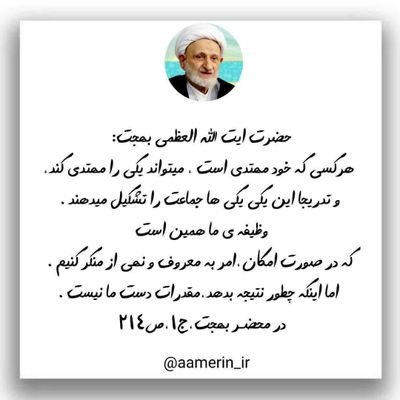 حضرت ایت الله العظمی بهجت:
هرکسی که خود مهتدی است ، میتواند یکی را مهتدی کند،
و تدریجا این یکی یکی ها جماعت را تشکیل میدهند .
وظیفه ی ما همین است
که در صورت امکان ،امر به معروف و نهی از منکر کنیم .
اما اینکه چطور نتیجه بدهد،مقدرات دست ما نیست .
در محضر بهجت،ج۱،ص۲۱٤
@aamerin_ir